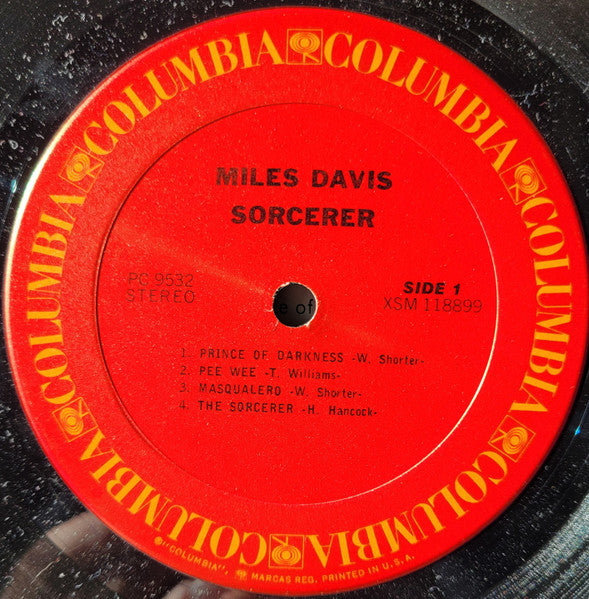 COLUMBIA COLUMBIA COLUMBIA COLUMBIA COLUMBIA COLUMBIA
MILES DAVIS
SORCERER
PC 9532
STEREO
SIDE 1
XSM 118899
e of
1. PRINCE OF DARKNESS -W. Shorter-
2. PEE WEE -T. Williams-
3. MASQUALERO -W. Shorter-
4. THE SORCERER -H. Hancock-
®"COLUMBIA", MARCAS REG. PRINTED IN U.S.A.